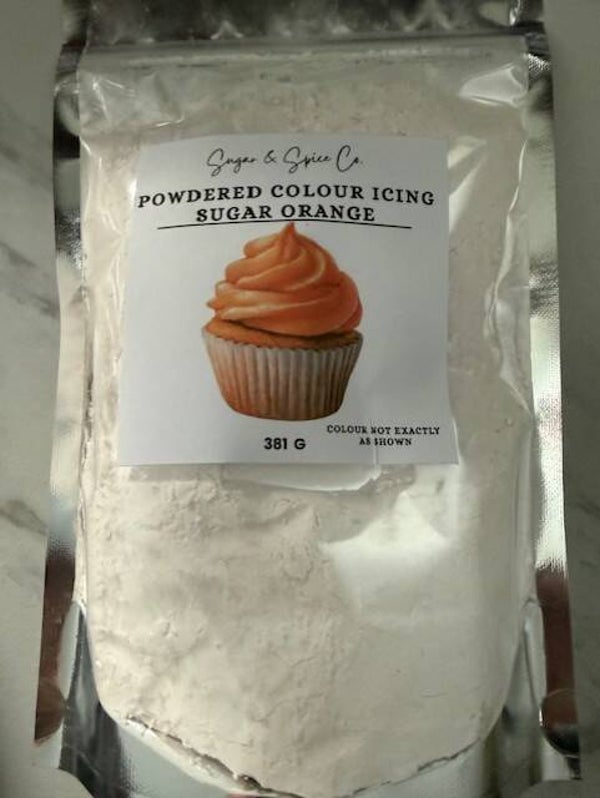 Sugar & Spice Co.
POWDERED COLOUR ICING
SUGAR ORANGE
COLOUR NOT EXACTLY
AS SHOWN
381 G